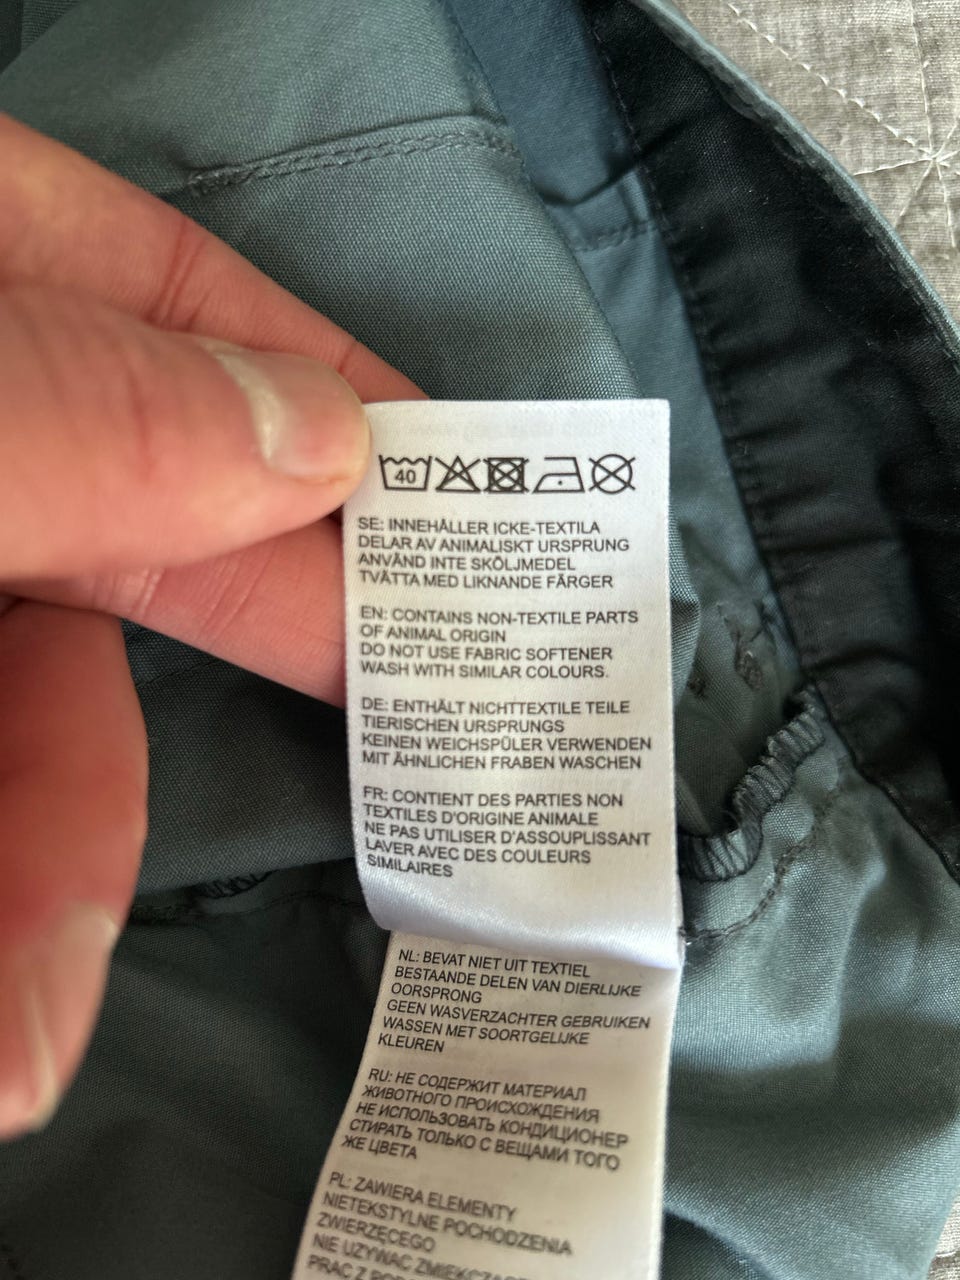 40
SE: INNEHÅLLER ICKE-TEXTILA
DELAR AV ANIMALISKT URSPRUNG
ANVÄND INTE SKÖLJMEDEL
TVÄTTA MED LIKNANDE FÄRGER
EN: CONTAINS NON-TEXTILE PARTS
OF ANIMAL ORIGIN
DO NOT USE FABRIC SOFTENER
WASH WITH SIMILAR COLOURS.
DE: ENTHÄLT NICHTTEXTILE TEILE
TIERISCHEN URSPRUNGS
KEINEN WEICHSPÜLER VERWENDEN
MIT ÄHNLICHEN FRABEN WASCHEN
FR: CONTIENT DES PARTIES NON
TEXTILES D'ORIGINE ANIMALE
NE PAS UTILISER D'ASSOUPLISSANT
LAVER AVEC DES COULEURS
SIMILAIRES
NL: BEVAT NIET UIT TEXTIEL
BESTAANDE DELEN VAN DIERLIJKE
OORSPRONG
GEEN WASVERZACHTER GEBRUIKEN
WASSEN MET SOORTGELIJKE
KLEUREN
RU: НЕ СОДЕРЖИТ МАТЕРИАЛ
ЖИВОТНОГО ПРОИСХОЖДЕНИЯ
НЕ ИСПОЛЬЗОВАТЬ КОНДИЦИОНЕР
СТИРАТЬ ТОЛЬКО С ВЕЩАМИ ТОГО
ЖЕ ЦВЕТА
PL: ZAWIERA ELEMENTY
NIETEKSTYLNE POCHODZENIA
ZWIERZĘCEGO
NIE UZYWAC
PRAC Z